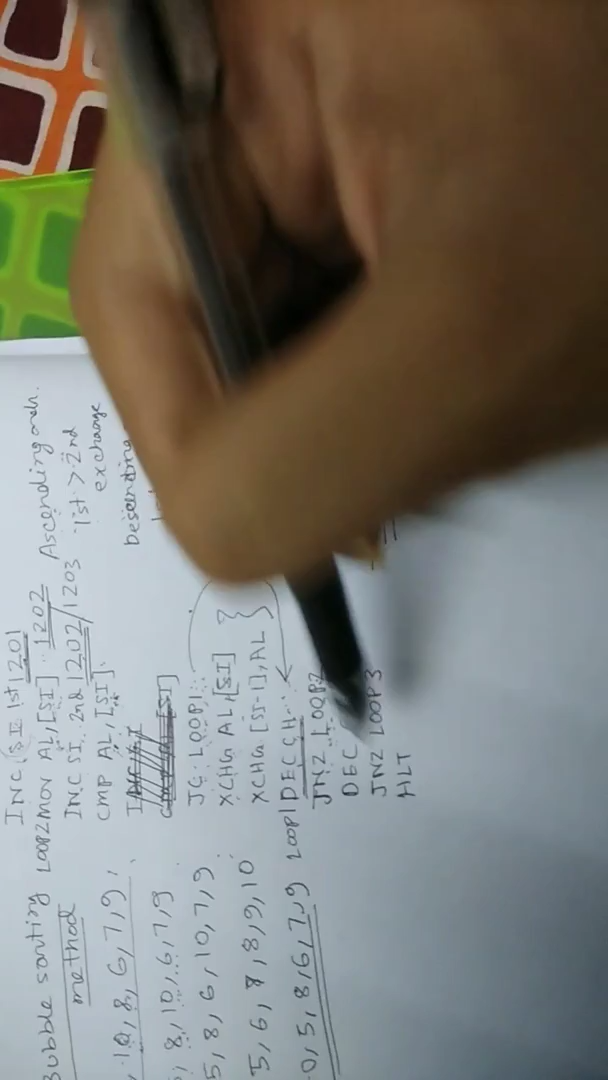 INC SI 1st 1201
LOOP2 MOV AL, [SI] 1202 Ascending
INC SI 2nd 1202/1203 1st > 2nd
CMP AL, [SI]. exchange
JC LOOP1
XCHG AL, [SI] }
XCHG [SI-1], AL
LOOP1 DEC CH
JNZ LOOP2
DEC
JNZ LOOP3
HLT
Bubble sorting
method
10, 8, 6, 7, 9,
8, 10, 6, 7, 9
5, 8, 6, 10, 7, 9
5, 6, 8, 8, 9, 10
0, 5, 8, 6, 7, 9